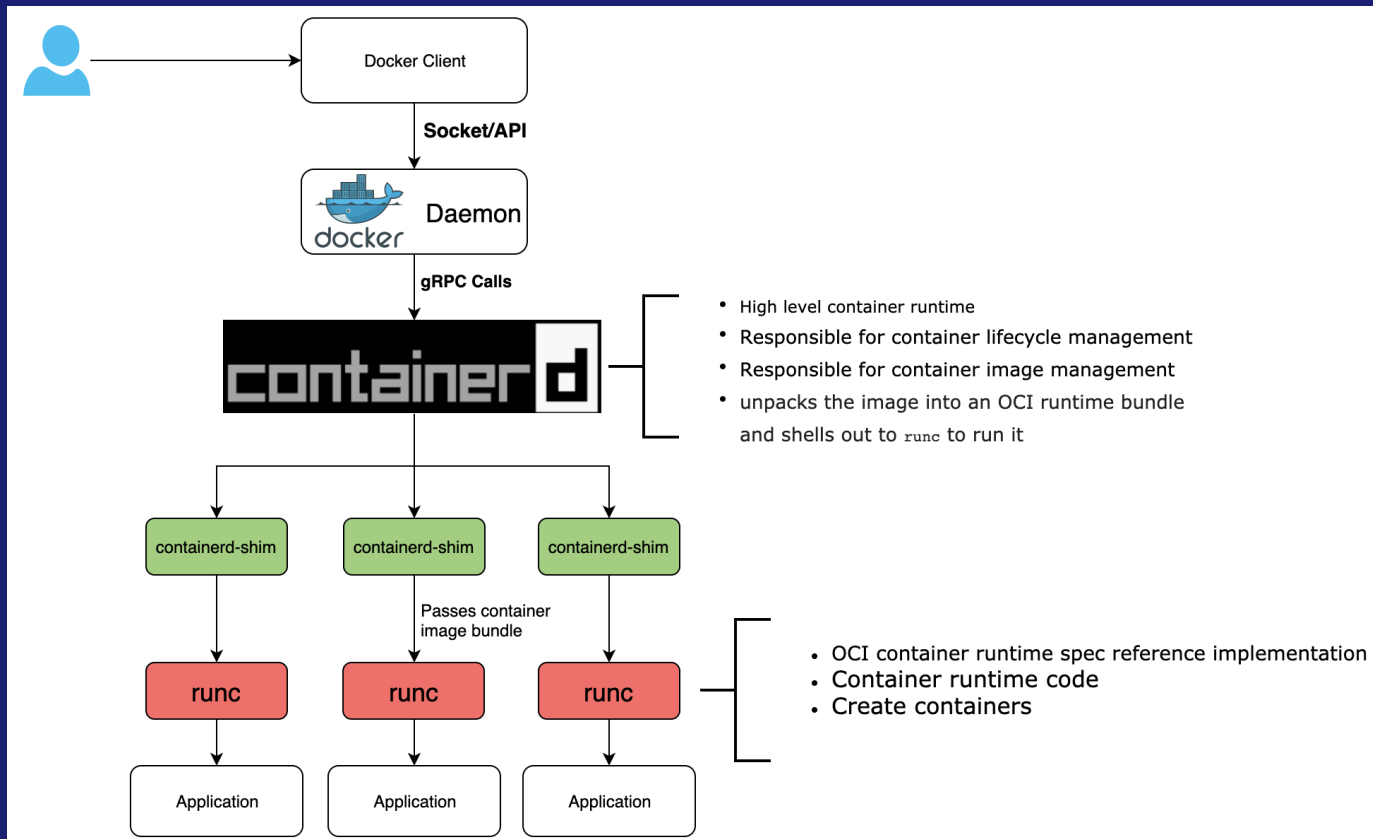 Docker Client
Socket/API
docker
Daemon
gRPC Calls
containerd
• High level container runtime
• Responsible for container lifecycle management
• Responsible for container image management
• unpacks the image into an OCI runtime bundle
and shells out to runc to run it
containerd-shim
containerd-shim
containerd-shim
Passes container
image bundle
runc
runc
runc
• OCI container runtime spec reference implementation
• Container runtime code
• Create containers
Application
Application
Application